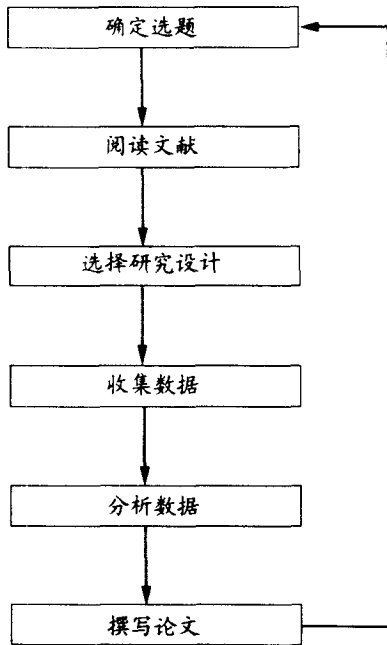 确定选题
阅读文献
选择研究设计
收集数据
分析数据
撰写论文